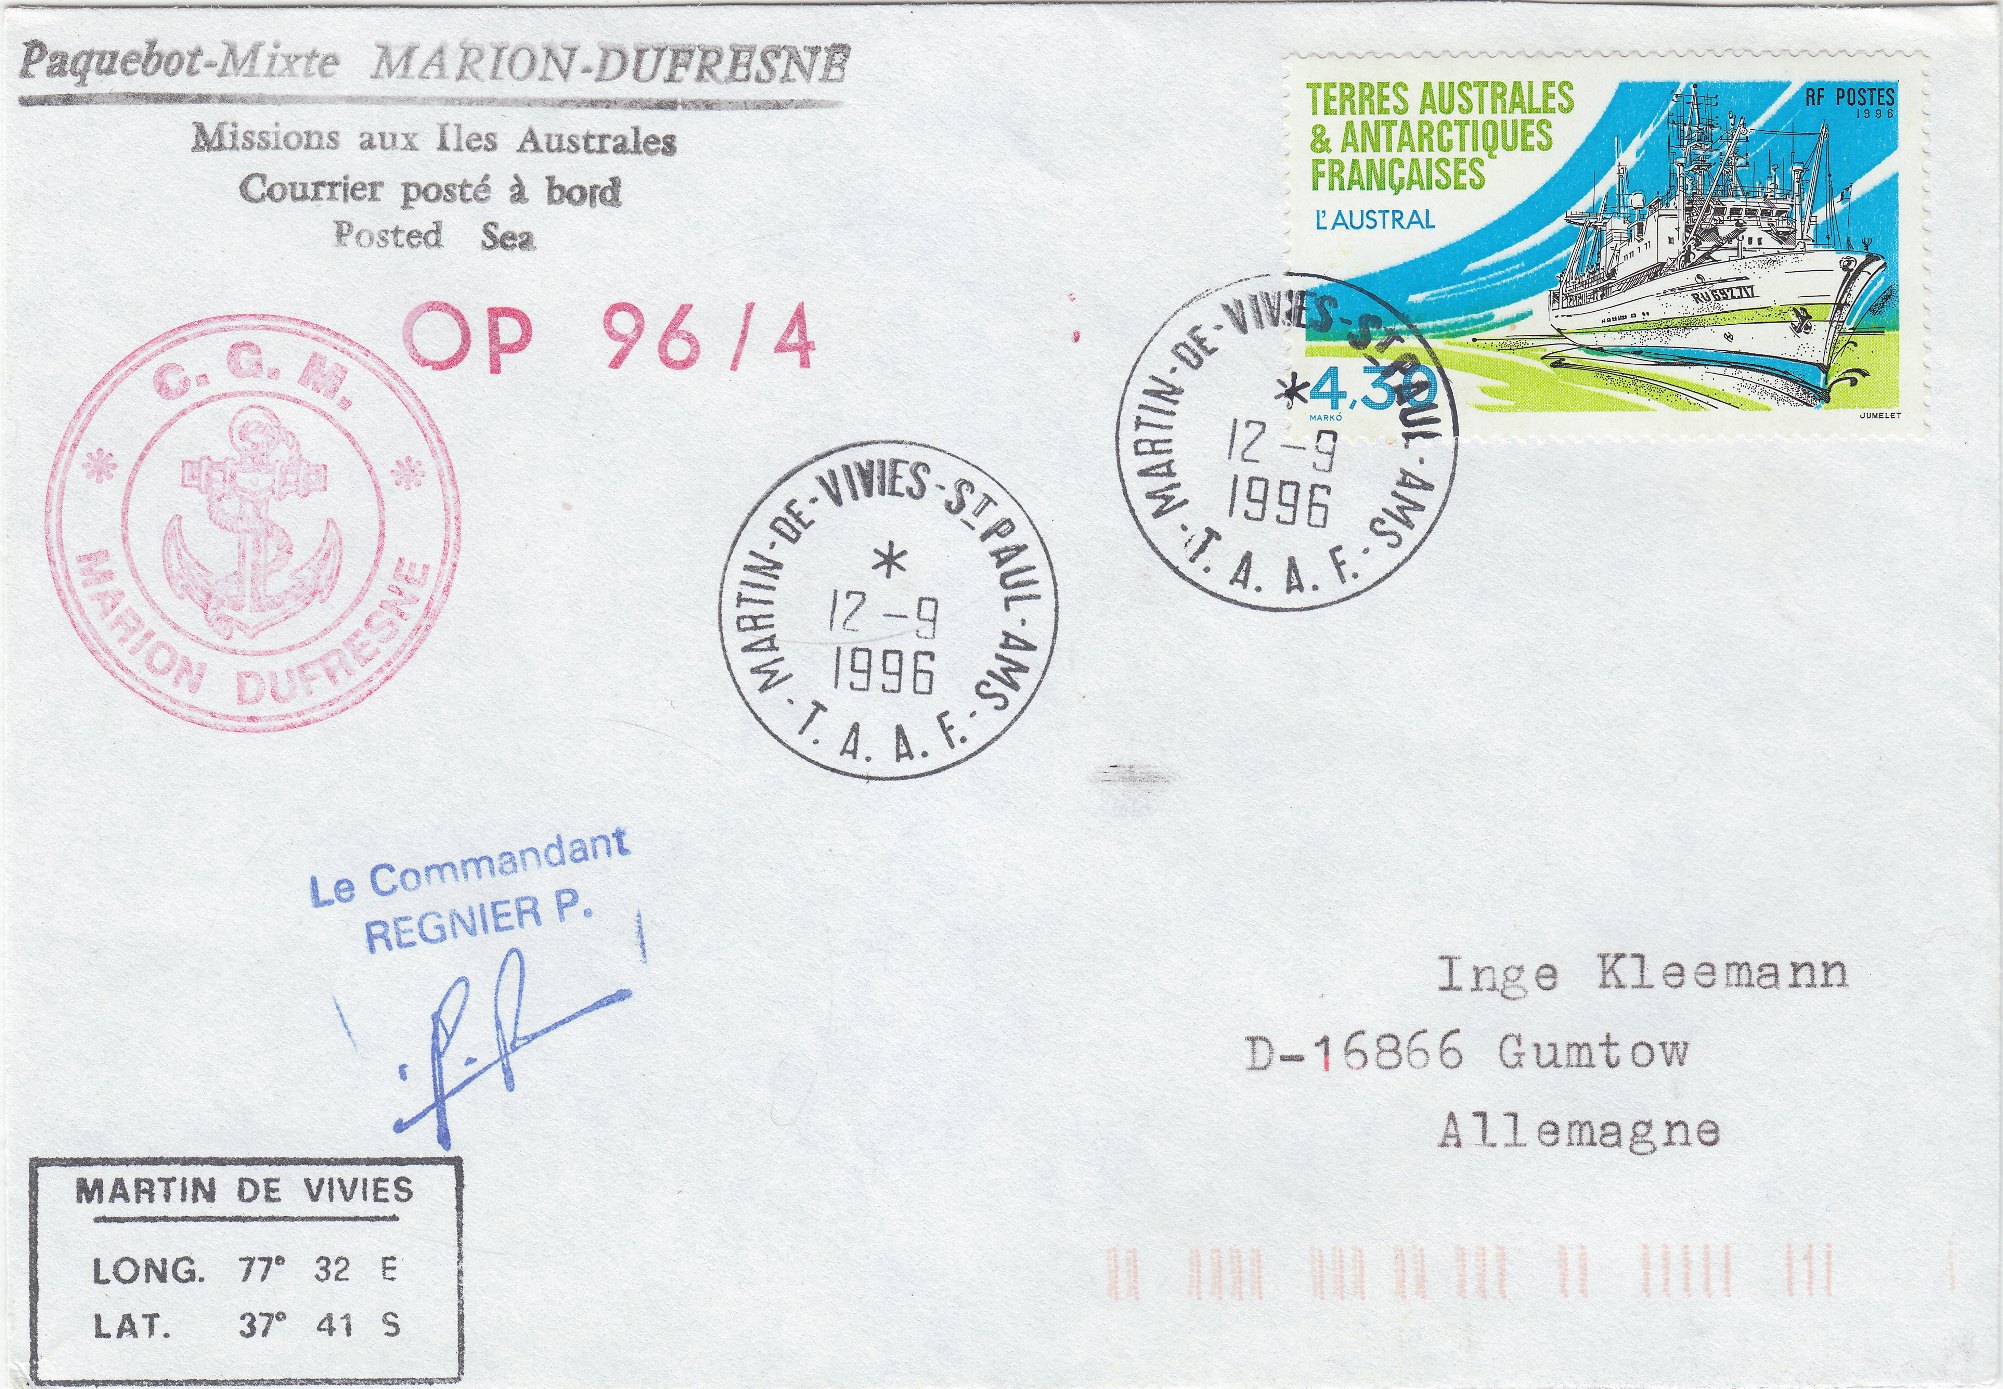 Paquebot-Mixte MARION-DUFRESNE
Missions aux Iles Australes
Courrier posté à bord
Posted Sea
OP 96/4
C. G. M.
MARION DUFRESNE
TERRES AUSTRALES
& ANTARCTIQUES
FRANÇAISES
L'AUSTRAL
RF POSTES
1996
4,30
MARKÓ
JUMELET
MARTIN-DE-VIVIES-ST PAUL-AMS-
T. A. A. F.-
12-9
1996
MARTIN-DE-VIVIES-ST PAUL-AMS-
T. A. A. F.-
12-9
1996
Le Commandant
REGNIER P.
Inge Kleemann
D-16866 Gumtow
Allemagne
MARTIN DE VIVIES
LONG. 77° 32 E
LAT. 37° 41 S